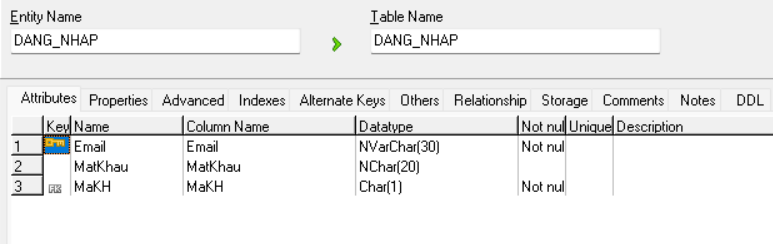 Entity Name Table Name
DANG_NHAP DANG_NHAP
Attributes Properties Advanced Indexes Alternate Keys Others Relationship Storage Comments Notes DDL
Key Name Column Name Datatype Not nul Unique Description
1 Email Email NVarChar(30) Not nul
2 MatKhau MatKhau NChar(20)
3 MaKH MaKH Char(1) Not nul